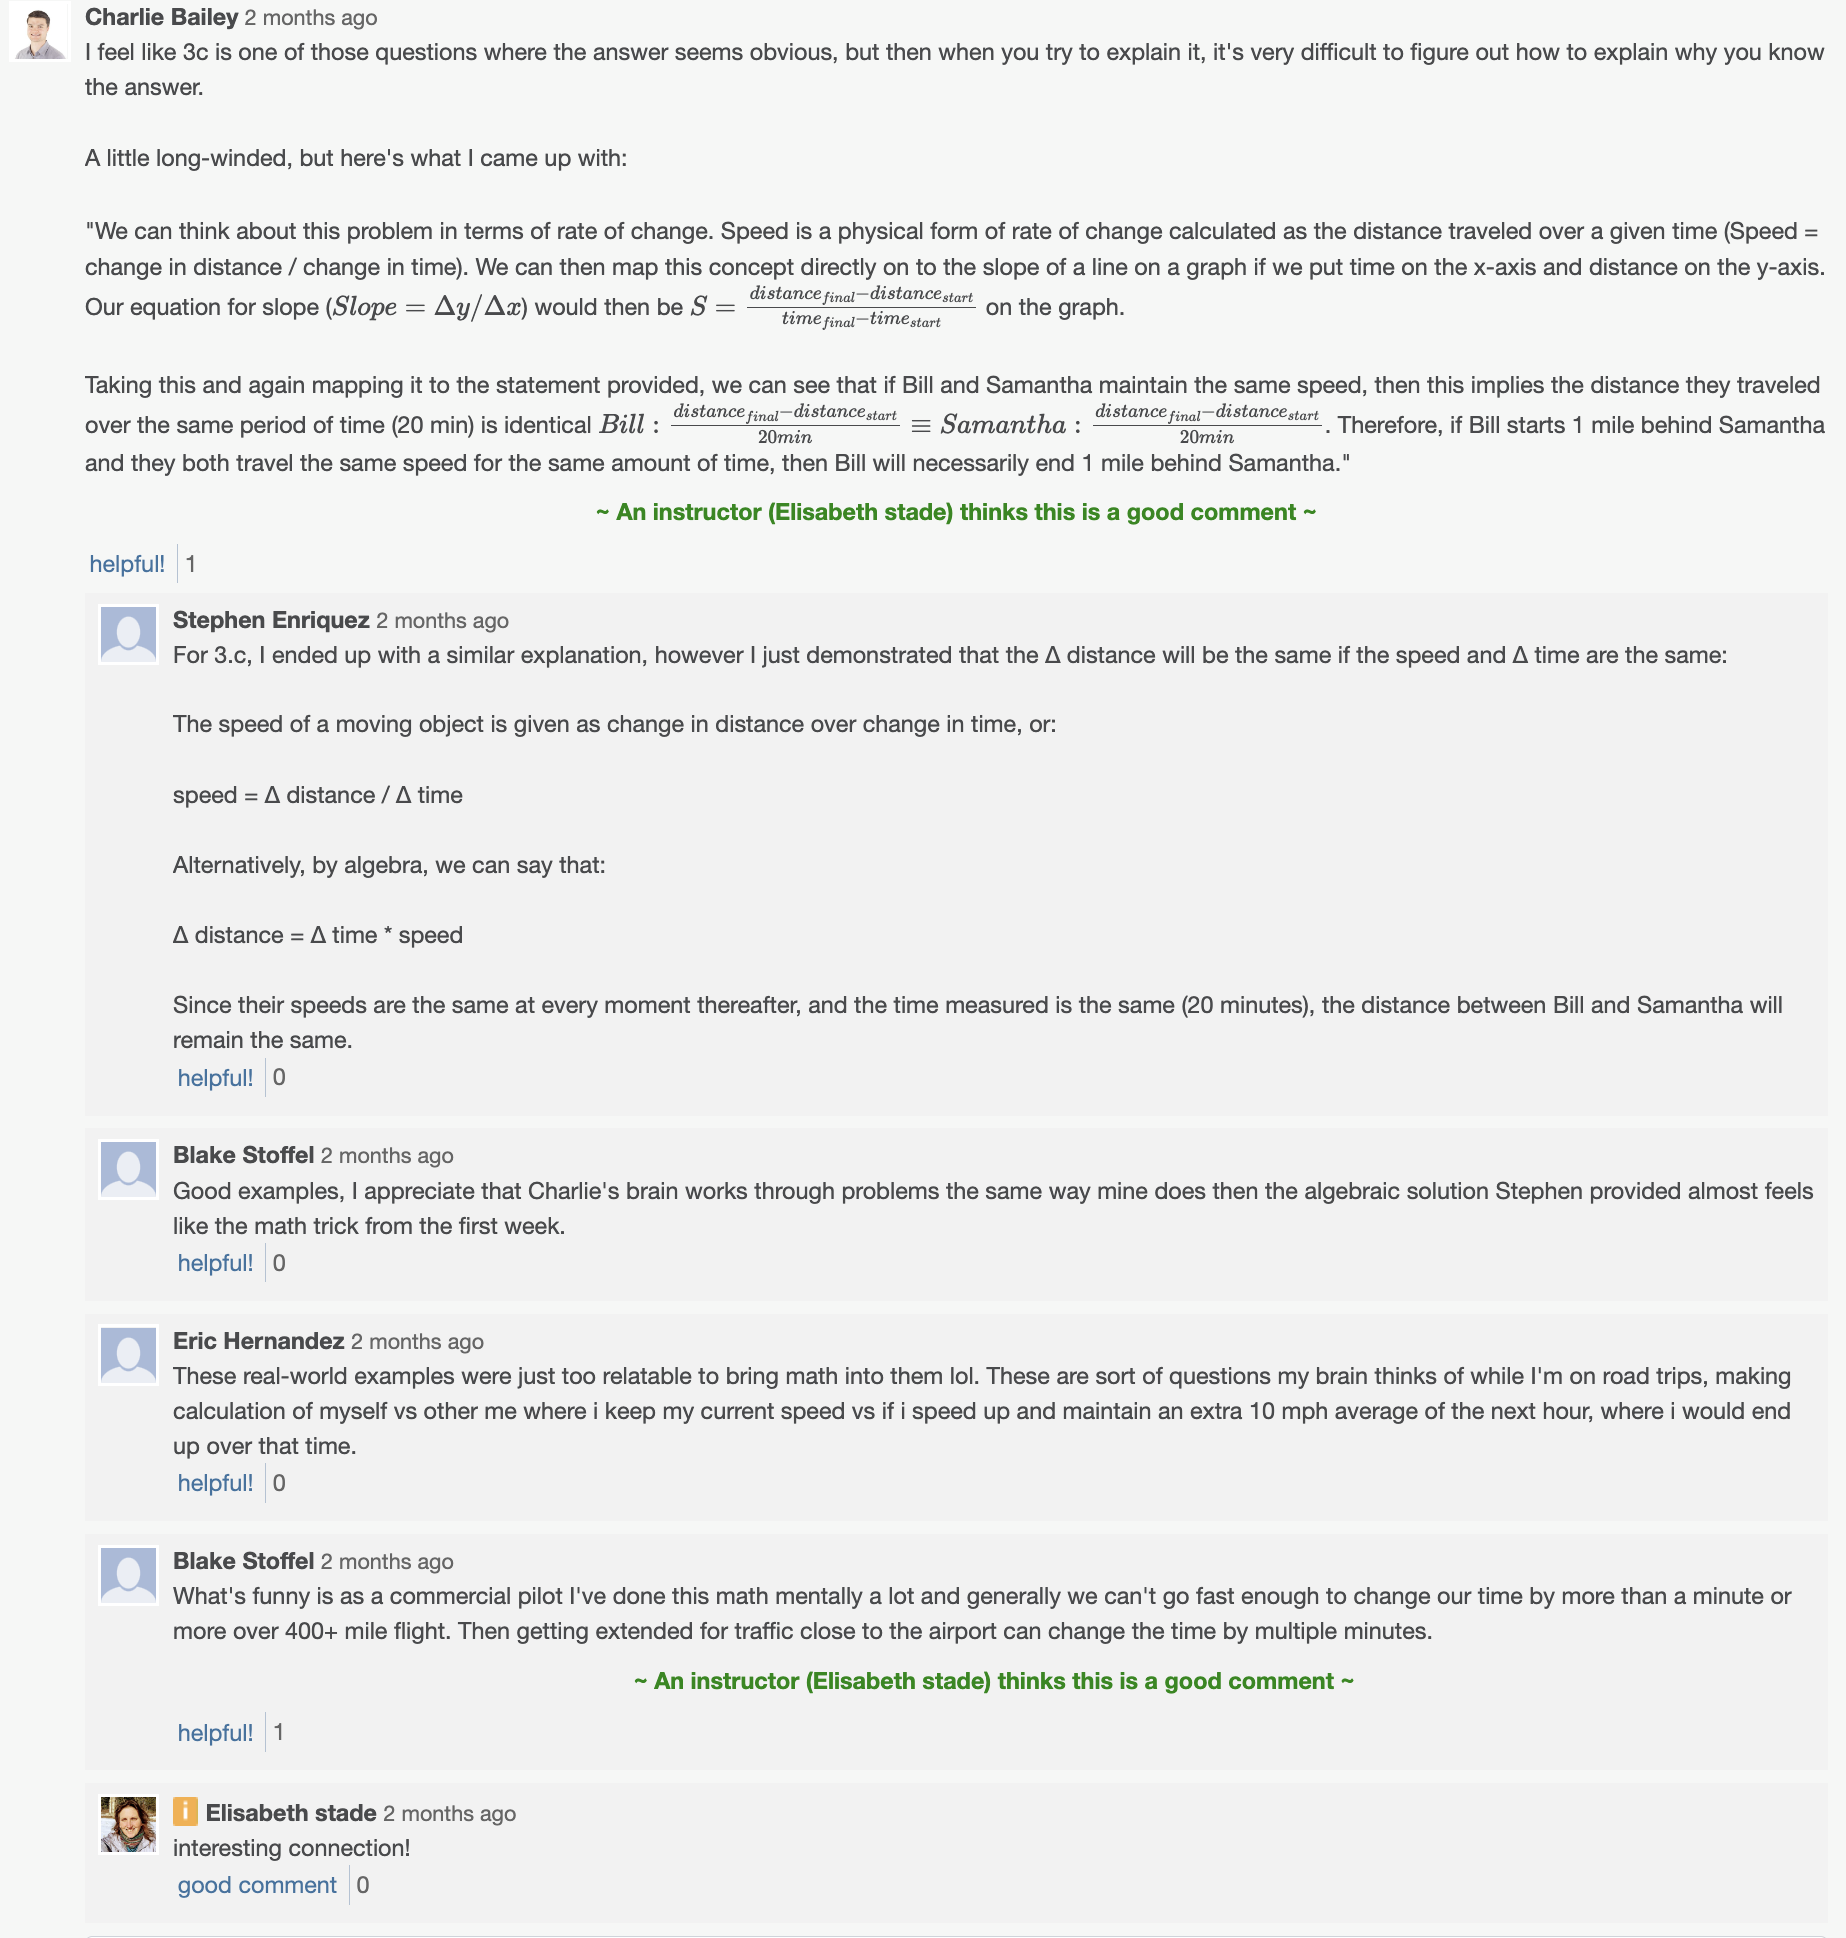 Charlie Bailey 2 months ago
I feel like 3c is one of those questions where the answer seems obvious, but then when you try to explain it, it's very difficult to figure out how to explain why you know
the answer.
A little long-winded, but here's what I came up with:
"We can think about this problem in terms of rate of change. Speed is a physical form of rate of change calculated as the distance traveled over a given time (Speed =
change in distance / change in time). We can then map this concept directly on to the slope of a line on a graph if we put time on the x-axis and distance on the y-axis.
Our equation for slope (Slope = Δy/Δx) would then be S = \frac{distance_{final}−distance_{start}}{time_{final}−time_{start}} on the graph.
Taking this and again mapping it to the statement provided, we can see that if Bill and Samantha maintain the same speed, then this implies the distance they traveled
over the same period of time (20 min) is identical Bill : \frac{distance_{final}−distance_{start}}{20min} ≡ Samantha : \frac{distance_{final}−distance_{start}}{20min}. Therefore, if Bill starts 1 mile behind Samantha
and they both travel the same speed for the same amount of time, then Bill will necessarily end 1 mile behind Samantha."
~ An instructor (Elisabeth stade) thinks this is a good comment ~
helpful! 1
Stephen Enriquez 2 months ago
For 3.c, I ended up with a similar explanation, however I just demonstrated that the Δ distance will be the same if the speed and Δ time are the same:
The speed of a moving object is given as change in distance over change in time, or:
speed = Δ distance / Δ time
Alternatively, by algebra, we can say that:
Δ distance = Δ time * speed
Since their speeds are the same at every moment thereafter, and the time measured is the same (20 minutes), the distance between Bill and Samantha will
remain the same.
helpful! 0
Blake Stoffel 2 months ago
Good examples, I appreciate that Charlie's brain works through problems the same way mine does then the algebraic solution Stephen provided almost feels
like the math trick from the first week.
helpful! 0
Eric Hernandez 2 months ago
These real-world examples were just too relatable to bring math into them lol. These are sort of questions my brain thinks of while I'm on road trips, making
calculation of myself vs other me where i keep my current speed vs if i speed up and maintain an extra 10 mph average of the next hour, where i would end
up over that time.
helpful! 0
Blake Stoffel 2 months ago
What's funny is as a commercial pilot I've done this math mentally a lot and generally we can't go fast enough to change our time by more than a minute or
more over 400+ mile flight. Then getting extended for traffic close to the airport can change the time by multiple minutes.
~ An instructor (Elisabeth stade) thinks this is a good comment ~
helpful! 1
i Elisabeth stade 2 months ago
interesting connection!
good comment 0